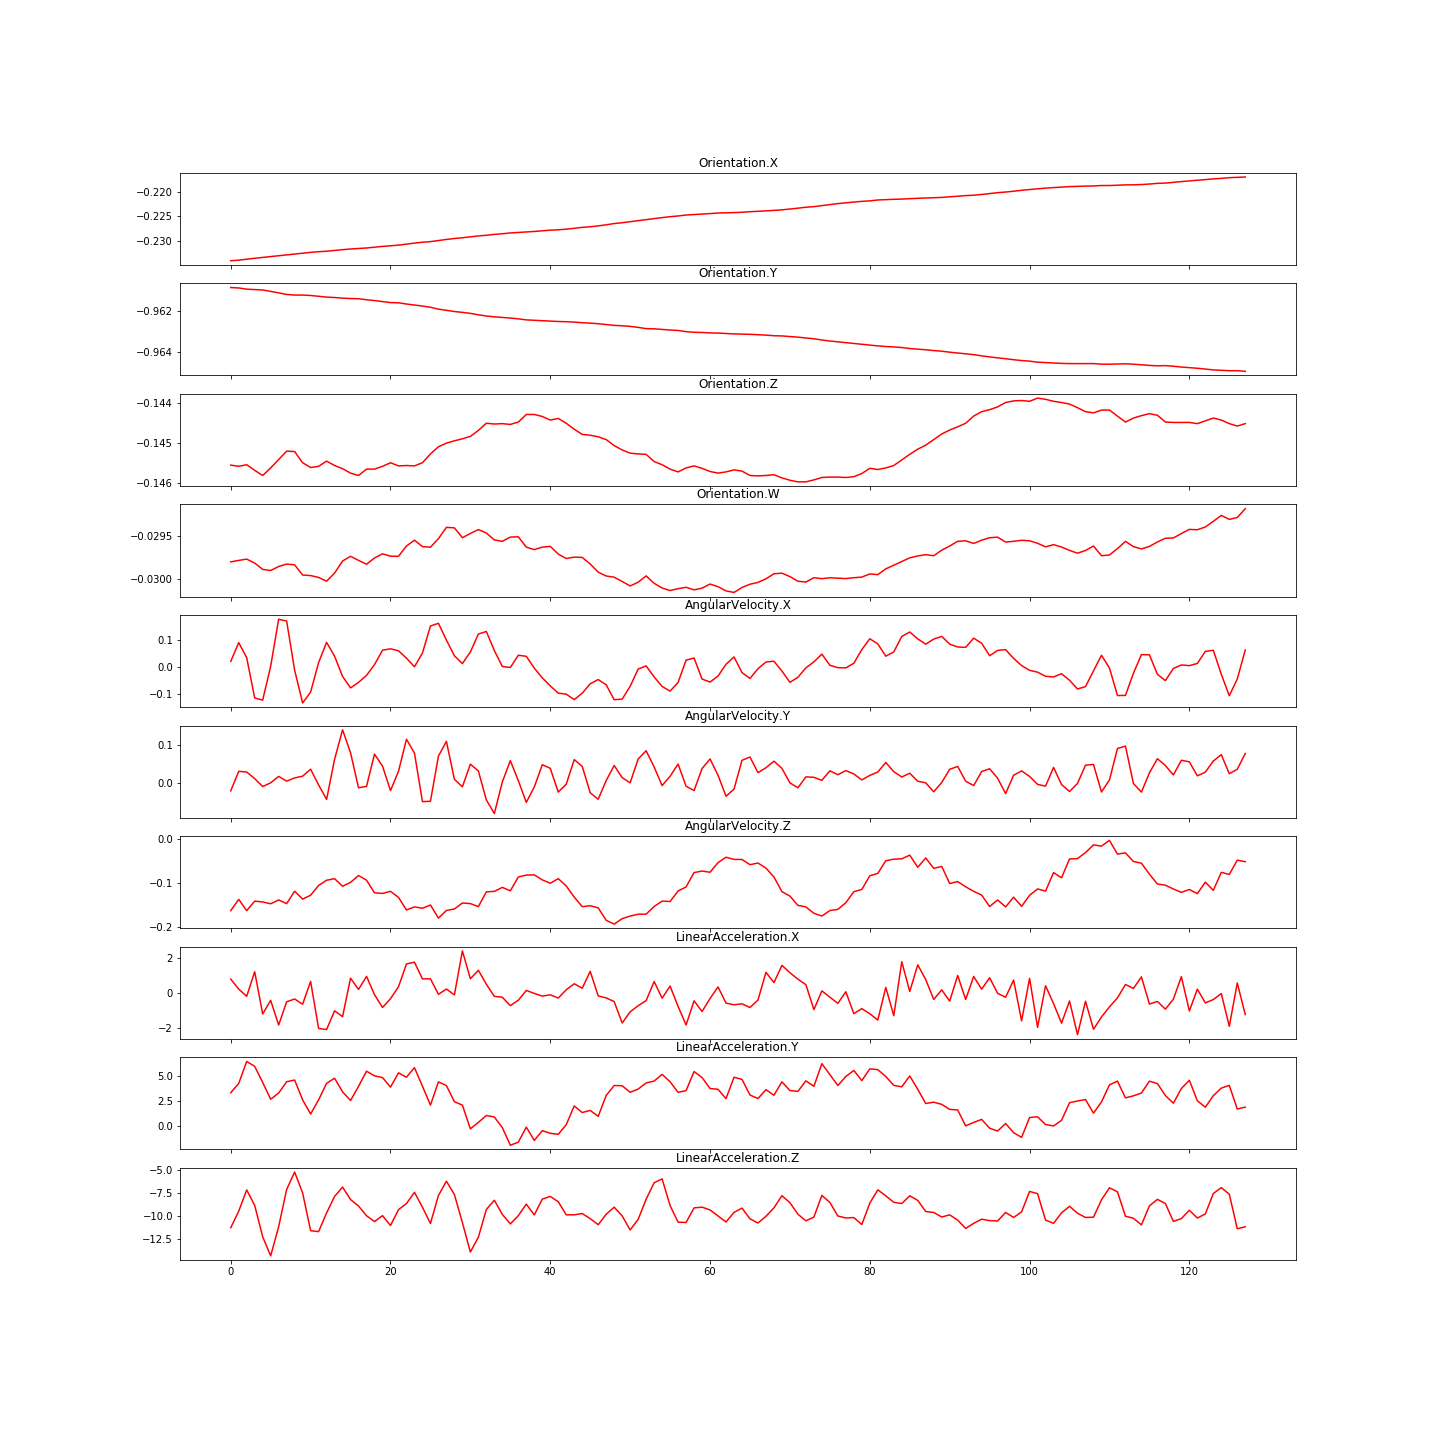 Orientation.X
−0.220
−0.225
−0.230
Orientation.Y
−0.962
−0.964
Orientation.Z
−0.144
−0.145
−0.146
Orientation.W
−0.0295
−0.0300
AngularVelocity.X
0.1
0.0
−0.1
AngularVelocity.Y
0.1
0.0
AngularVelocity.Z
0.0
−0.1
−0.2
LinearAcceleration.X
2
0
−2
LinearAcceleration.Y
5.0
2.5
0.0
LinearAcceleration.Z
−5.0
−7.5
−10.0
−12.5
0 20 40 60 80 100 120